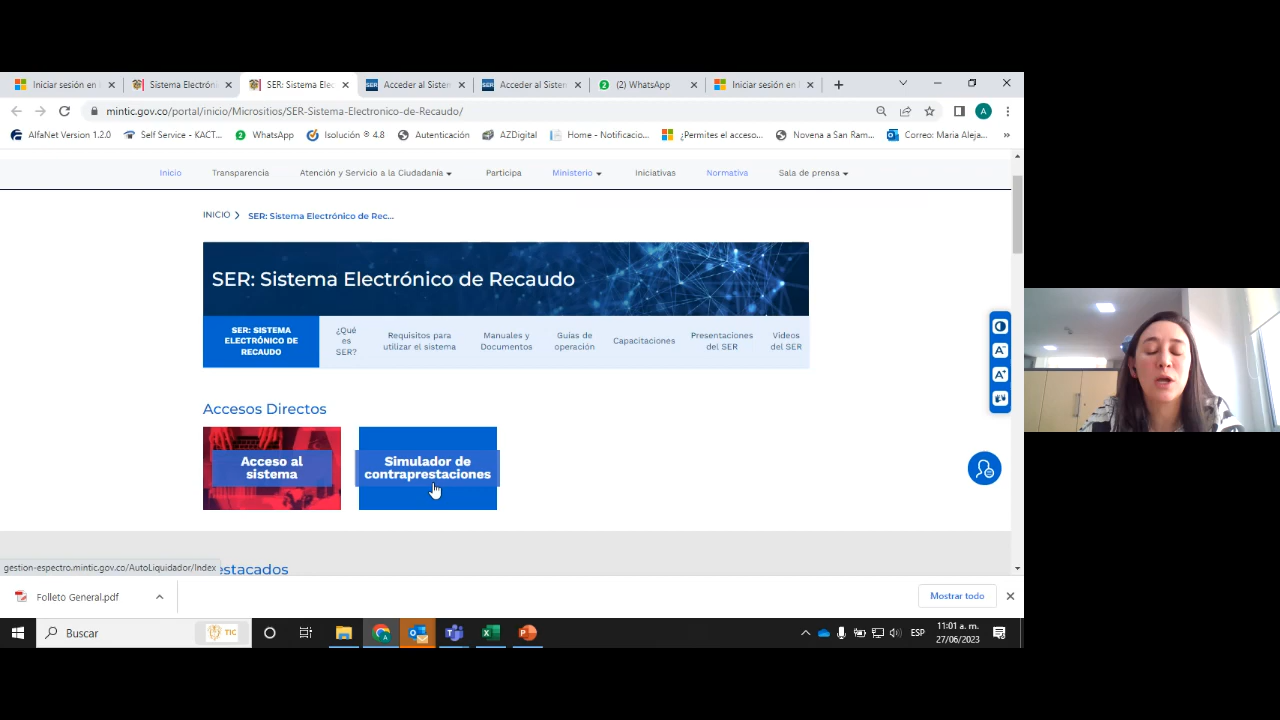 Iniciar sesión en
Sistema Electróni
SER: Sistema Elec
Acceder al Sistem
Acceder al Sistem
(2) WhatsApp
Iniciar sesión en l
mintic.gov.co/portal/inicio/Micrositios/SER-Sistema-Electronico-de-Recaudo/
A
AlfaNet Version 1.2.0
Self Service - KACT...
WhatsApp
Isolución ® 4.8
Autenticación
AZDigital
Home - Notificacio...
¿Permites el acceso...
Novena a San Ram...
Correo: Maria Aleja...
»
Inicio
Transparencia
Atención y Servicio a la Ciudadanía
Participa
Ministerio
Iniciativas
Normativa
Sala de prensa
INICIO
SER: Sistema Electrónico de Rec...
SER: Sistema Electrónico de Recaudo
SER: SISTEMA
ELECTRÓNICO DE
RECAUDO
¿Qué
es
SER?
Requisitos para
utilizar el sistema
Manuales y
Documentos
Guías de
operación
Capacitaciones
Presentaciones
del SER
Videos
del SER
A-
A+
Accesos Directos
Acceso al
sistema
Simulador de
contraprestaciones
gestion-espectro.mintic.gov.co/AutoLiquidador/Index
estacados
Folleto General.pdf
Mostrar todo
Buscar
TIC
ESP
11:01 a. m.
27/06/2023